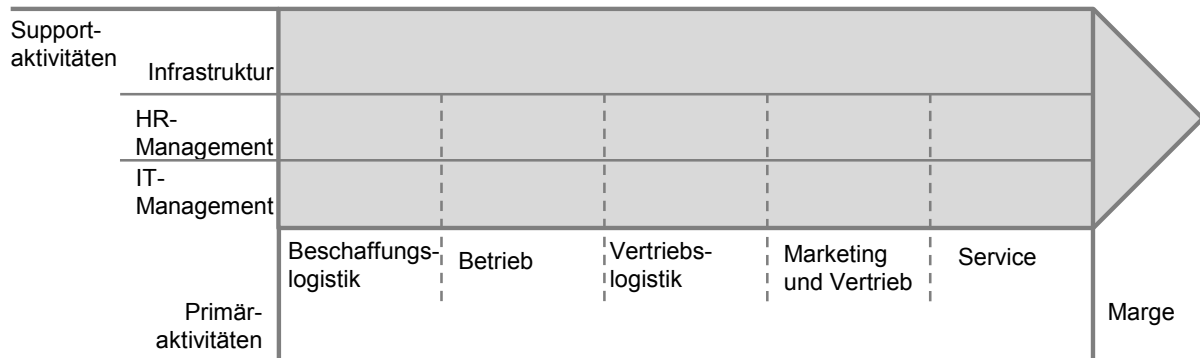 Support-
aktivitäten
Infrastruktur
HR-
Management
IT-
Management
Beschaffungs-
logistik
Betrieb
Vertriebs-
logistik
Marketing
und Vertrieb
Service
Primär-
aktivitäten
Marge